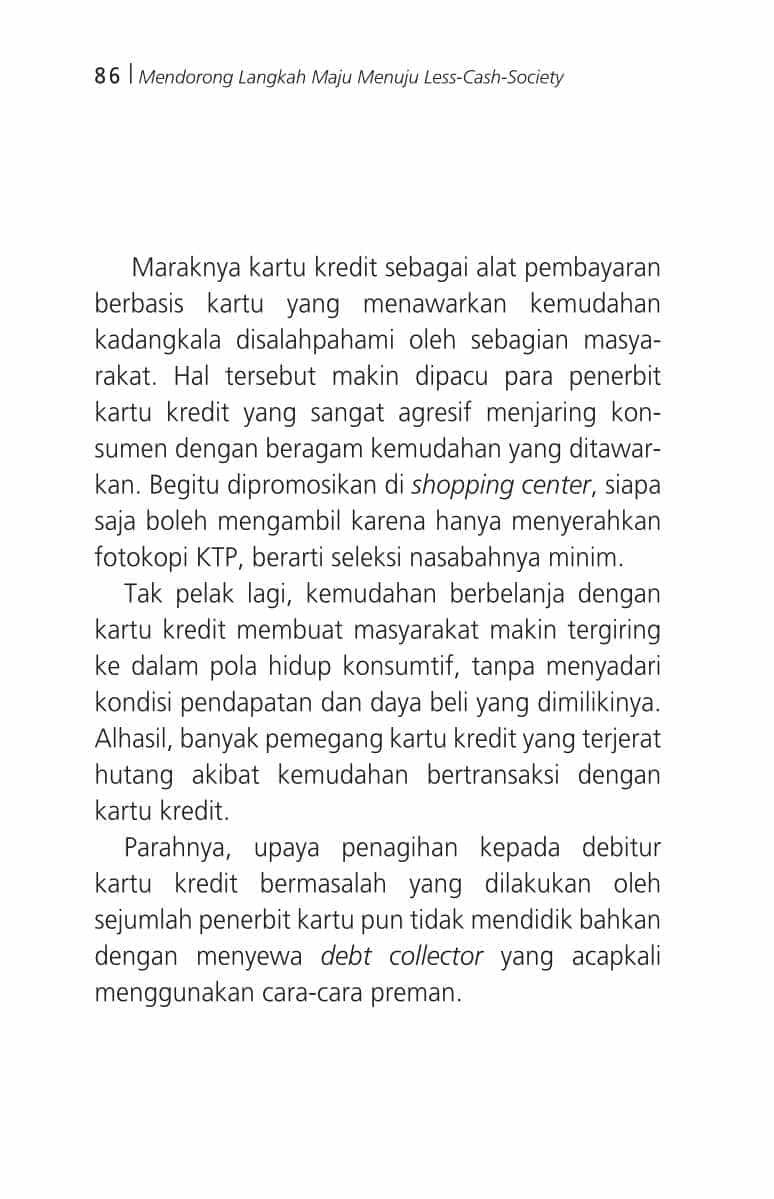 86 | Mendorong Langkah Maju Menuju Less-Cash-Society
Maraknya kartu kredit sebagai alat pembayaran
berbasis kartu yang menawarkan kemudahan
kadangkala disalahpahami oleh sebagian masya-
rakat. Hal tersebut makin dipacu para penerbit
kartu kredit yang sangat agresif menjaring kon-
sumen dengan beragam kemudahan yang ditawar-
kan. Begitu dipromosikan di shopping center, siapa
saja boleh mengambil karena hanya menyerahkan
fotokopi KTP, berarti seleksi nasabahnya minim.
Tak pelak lagi, kemudahan berbelanja dengan
kartu kredit membuat masyarakat makin tergiring
ke dalam pola hidup konsumtif, tanpa menyadari
kondisi pendapatan dan daya beli yang dimilikinya.
Alhasil, banyak pemegang kartu kredit yang terjerat
hutang akibat kemudahan bertransaksi dengan
kartu kredit.
Parahnya, upaya penagihan kepada debitur
kartu kredit bermasalah yang dilakukan oleh
sejumlah penerbit kartu pun tidak mendidik bahkan
dengan menyewa debt collector yang acapkali
menggunakan cara-cara preman.